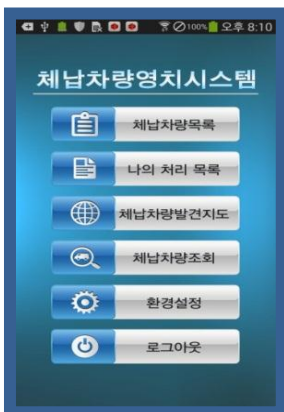 100% 오후 8:10
체납차량영치시스템
체납차량목록
나의 처리 목록
체납차량발견지도
체납차량조회
환경설정
로그아웃